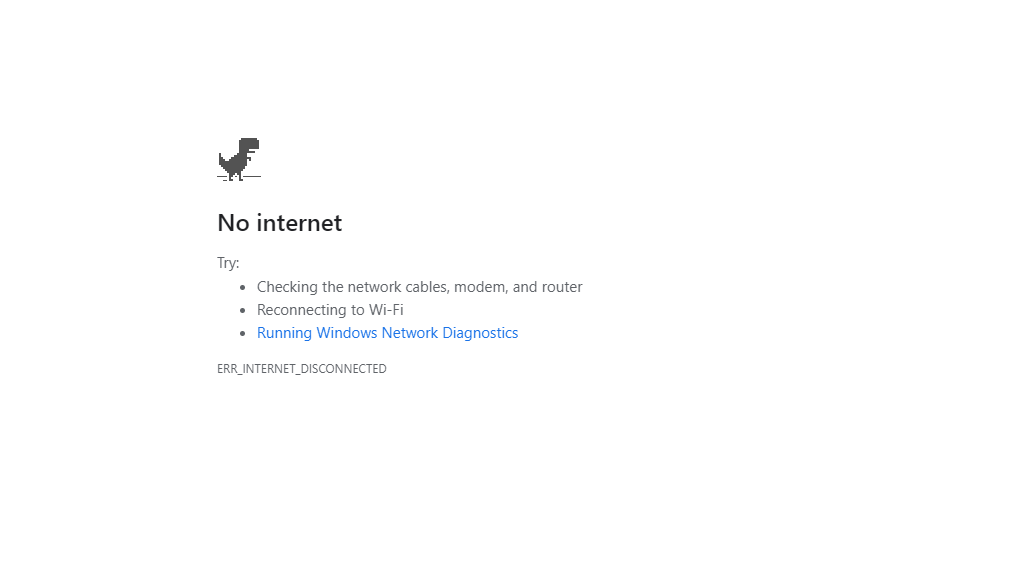 No internet
Try:
Checking the network cables, modem, and router
Reconnecting to Wi-Fi
Running Windows Network Diagnostics
ERR_INTERNET_DISCONNECTED